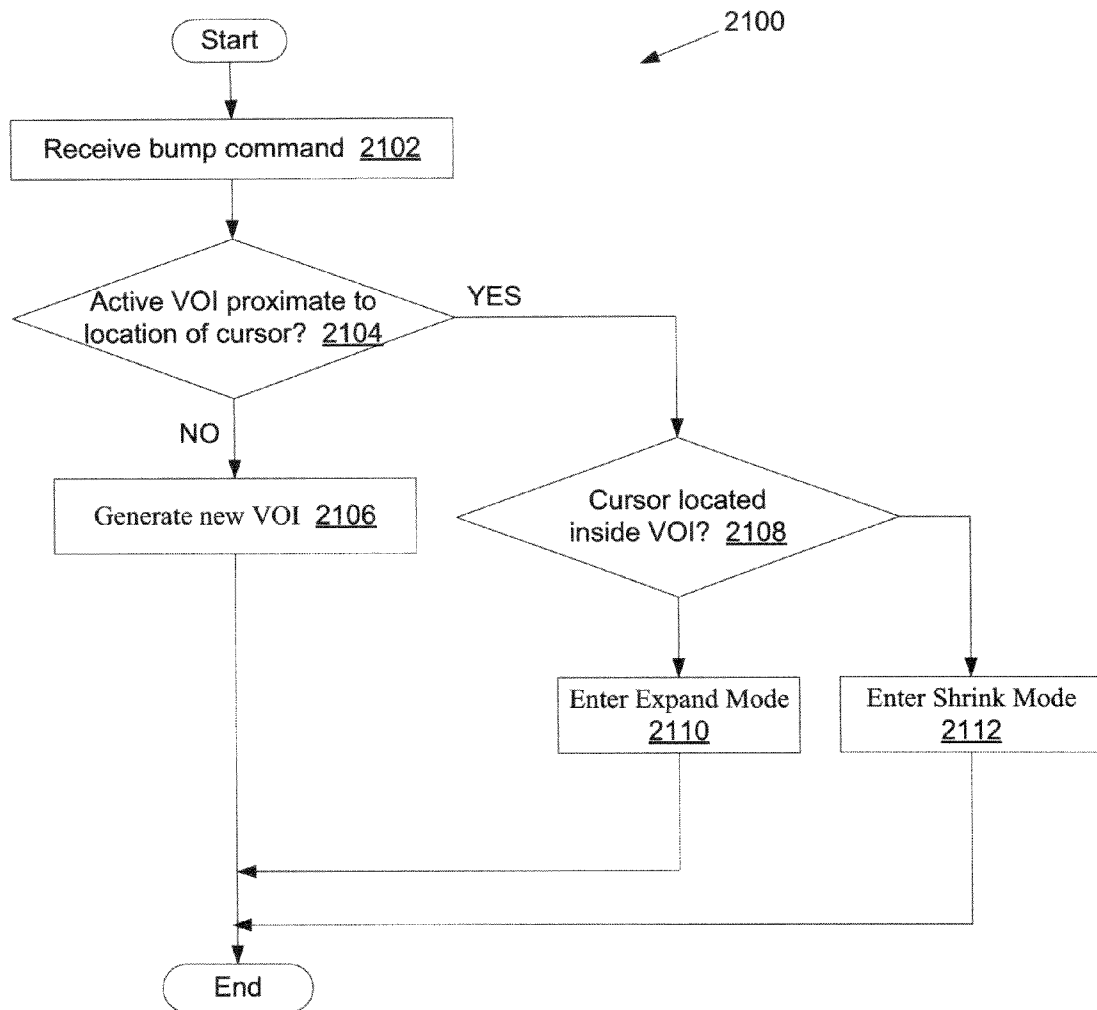 Start
2100
Receive bump command 2102
Active VOI proximate to
location of cursor? 2104
YES
NO
Generate new VOI 2106
Cursor located
inside VOI? 2108
Enter Expand Mode
2110
Enter Shrink Mode
2112
End